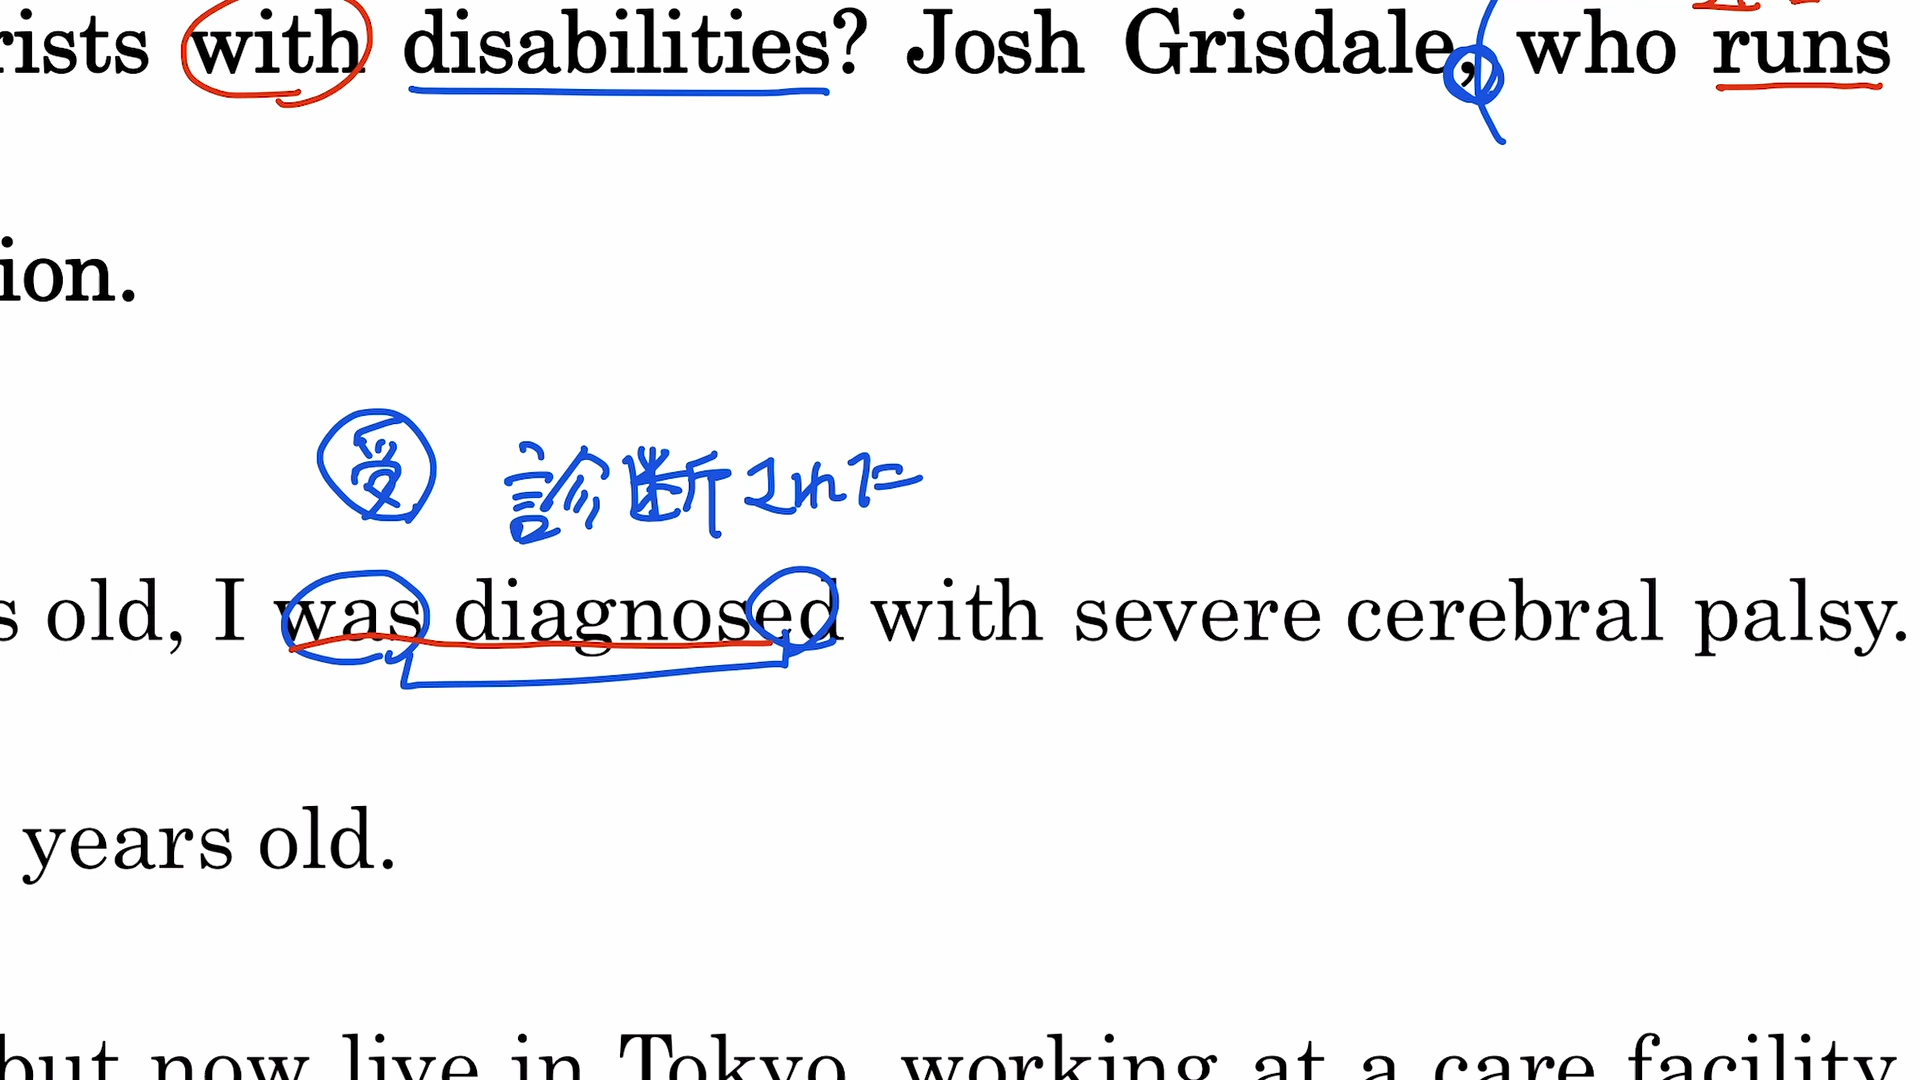 rists with disabilities? Josh Grisdale, who runs
ion.
受 診断された
s old, I was diagnosed with severe cerebral palsy.
years old.
but now live in Tokyo, working at a care facility